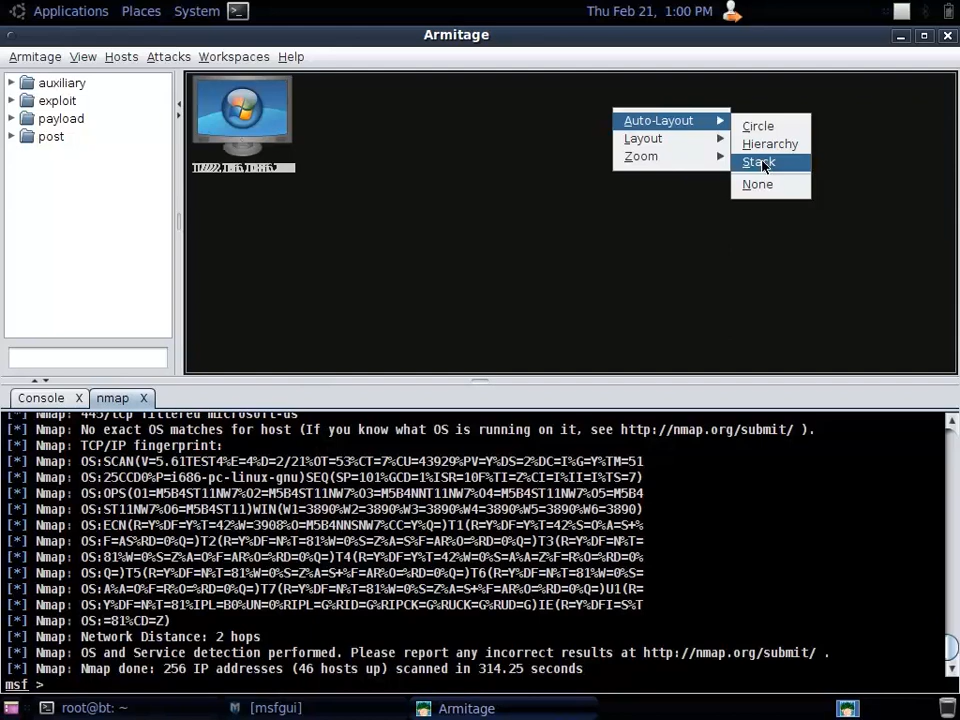 Applications Places System Thu Feb 21, 1:00 PM
Armitage
Armitage View Hosts Attacks Workspaces Help
auxiliary
exploit
payload
post
Auto-Layout
Layout
Zoom
Circle
Hierarchy
Stack
None
Console X nmap X
[*] Nmap: 445/tcp filtered microsoft-ds
[*] Nmap: No exact OS matches for host (If you know what OS is running on it, see http://nmap.org/submit/ ).
[*] Nmap: TCP/IP fingerprint:
[*] Nmap: OS:SCAN(V=5.61TEST4%E=4%D=2/21%OT=53%CT=7%CU=43929%PV=Y%DS=2%DC=I%G=Y%TM=51
[*] Nmap: OS:25CCD0%P=i686-pc-linux-gnu)SEQ(SP=101%GCD=1%ISR=10F%TI=Z%CI=I%II=I%TS=7)
[*] Nmap: OS:OPS(O1=M5B4ST11NW7%O2=M5B4ST11NW7%O3=M5B4NNT11NW7%O4=M5B4ST11NW7%O5=M5B4
[*] Nmap: OS:ST11NW7%O6=M5B4ST11)WIN(W1=3890%W2=3890%W3=3890%W4=3890%W5=3890%W6=3890)
[*] Nmap: OS:ECN(R=Y%DF=Y%T=42%W=3908%O=M5B4NNSNW7%CC=Y%Q=)T1(R=Y%DF=Y%T=42%S=O%A=S+%
[*] Nmap: OS:F=AS%RD=0%Q=)T2(R=Y%DF=N%T=81%W=0%S=Z%A=S%F=AR%O=%RD=0%Q=)T3(R=Y%DF=N%T=
[*] Nmap: OS:81%W=0%S=Z%A=O%F=AR%O=%RD=0%Q=)T4(R=Y%DF=Y%T=42%W=0%S=A%A=Z%F=R%O=%RD=0%
[*] Nmap: OS:Q=)T5(R=Y%DF=N%T=81%W=0%S=Z%A=S+%F=AR%O=%RD=0%Q=)T6(R=Y%DF=N%T=81%W=0%S=
[*] Nmap: OS:A%A=O%F=R%O=%RD=0%Q=)T7(R=Y%DF=N%T=81%W=0%S=Z%A=S+%F=AR%O=%RD=0%Q=)U1(R=
[*] Nmap: OS:Y%DF=N%T=81%IPL=B0%UN=0%RIPL=G%RID=G%RIPCK=G%RUCK=G%RUD=G)IE(R=Y%DFI=S%T
[*] Nmap: OS:=81%CD=Z)
[*] Nmap: Network Distance: 2 hops
[*] Nmap: OS and Service detection performed. Please report any incorrect results at http://nmap.org/submit/ .
[*] Nmap: Nmap done: 256 IP addresses (46 hosts up) scanned in 314.25 seconds
msf >
root@bt: ~ [msfgui] Armitage